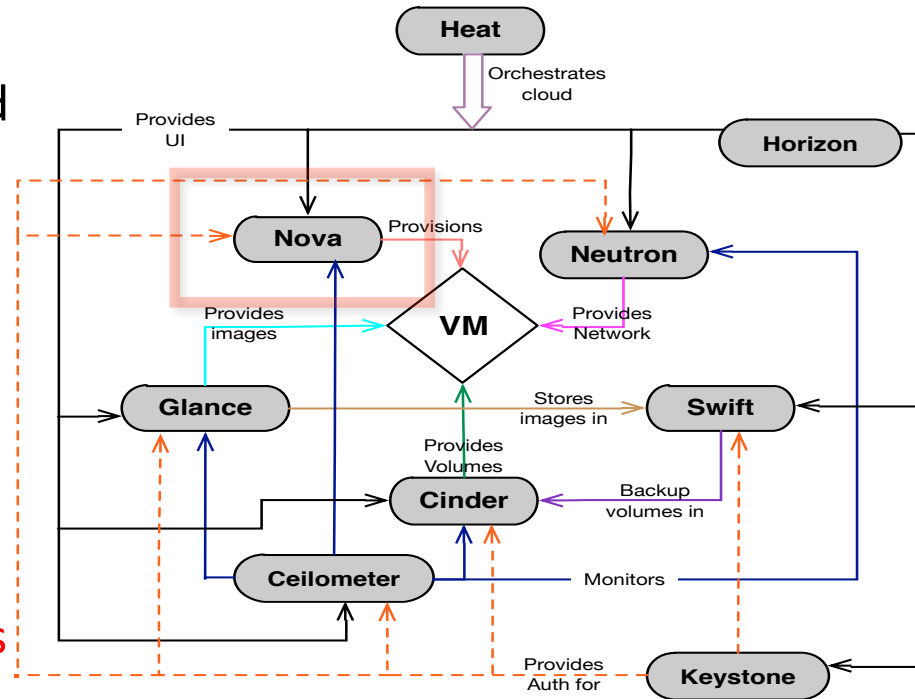 Heat
Orchestrates
cloud
d
Provides
UI
Horizon
Nova
Provisions
Neutron
Provides
images
VM
Provides
Network
Glance
Stores
images in
Swift
Provides
Volumes
Cinder
Backup
volumes in
Ceilometer
Monitors
s
Provides
Auth for
Keystone